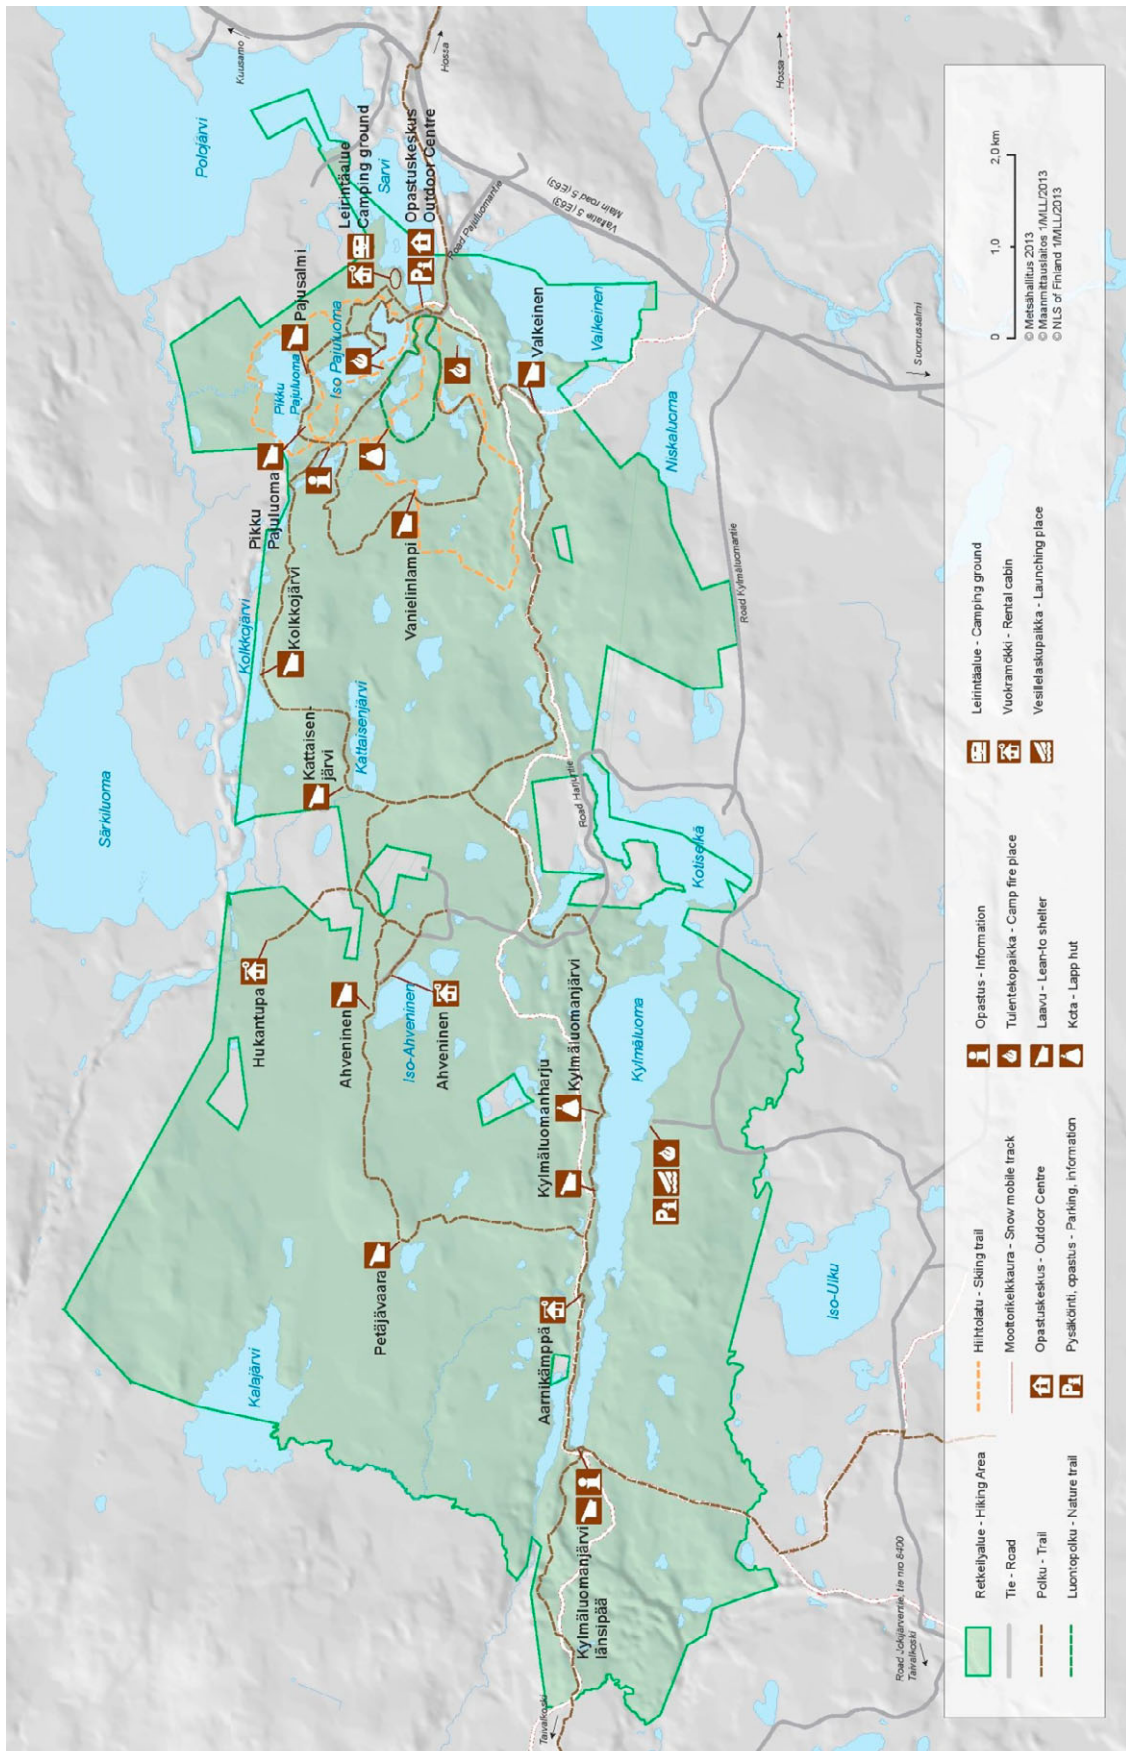 Kuusamo
Hossa
Polojärvi
Sarvi
Leirintäalue
Camping ground
Opastuskeskus
Outdoor Centre
Road Pajuluomantie
Valtatie 5 (E63)
Main road 5 (E63)
Hossa
Pajusalmi
Iso Pajuluoma
Pikku
Pajuluoma
Pikku
Pajuluoma
Valkeinen
Valkeinen
Niskaluoma
Suomussalmi
Vanielinlampi
Kolkkojärvi
Kolkkojärvi
Särkiluoma
Kattaisen-
järvi
Kattaisenjärvi
Road Kylmäluomantie
Road Harjuntie
Kotiselkä
Hukantupa
Ahveninen
Iso-Ahveninen
Ahveninen
Kylmäluomanharju
Kylmäluomanjärvi
Kylmäluoma
Petäjävaara
Aarnikämppä
Kalajärvi
Iso-Ulku
Kylmäluomanjärvi
länsipää
Taivalkoski
Road Jokijärventie, tie nro 8400
Taivalkoski
Retkeilyalue - Hiking Area
Tie - Road
Polku - Trail
Luontopolku - Nature trail
Hiihtolatu - Skiing trail
Moottorikelkkaura - Snow mobile track
Opastuskeskus - Outdoor Centre
Pysäköinti, opastus - Parking, information
Opastus - Information
Tulentekopaikka - Camp fire place
Laavu - Lean-to shelter
Kota - Lapp hut
Leirintäalue - Camping ground
Vuokramökki - Rental cabin
Vesillelaskupaikka - Launching place
0 1,0 2,0 km
© Metsähallitus 2013
© Maanmittauslaitos 1/MLL/2013
© NLS of Finland 1/MLL/2013